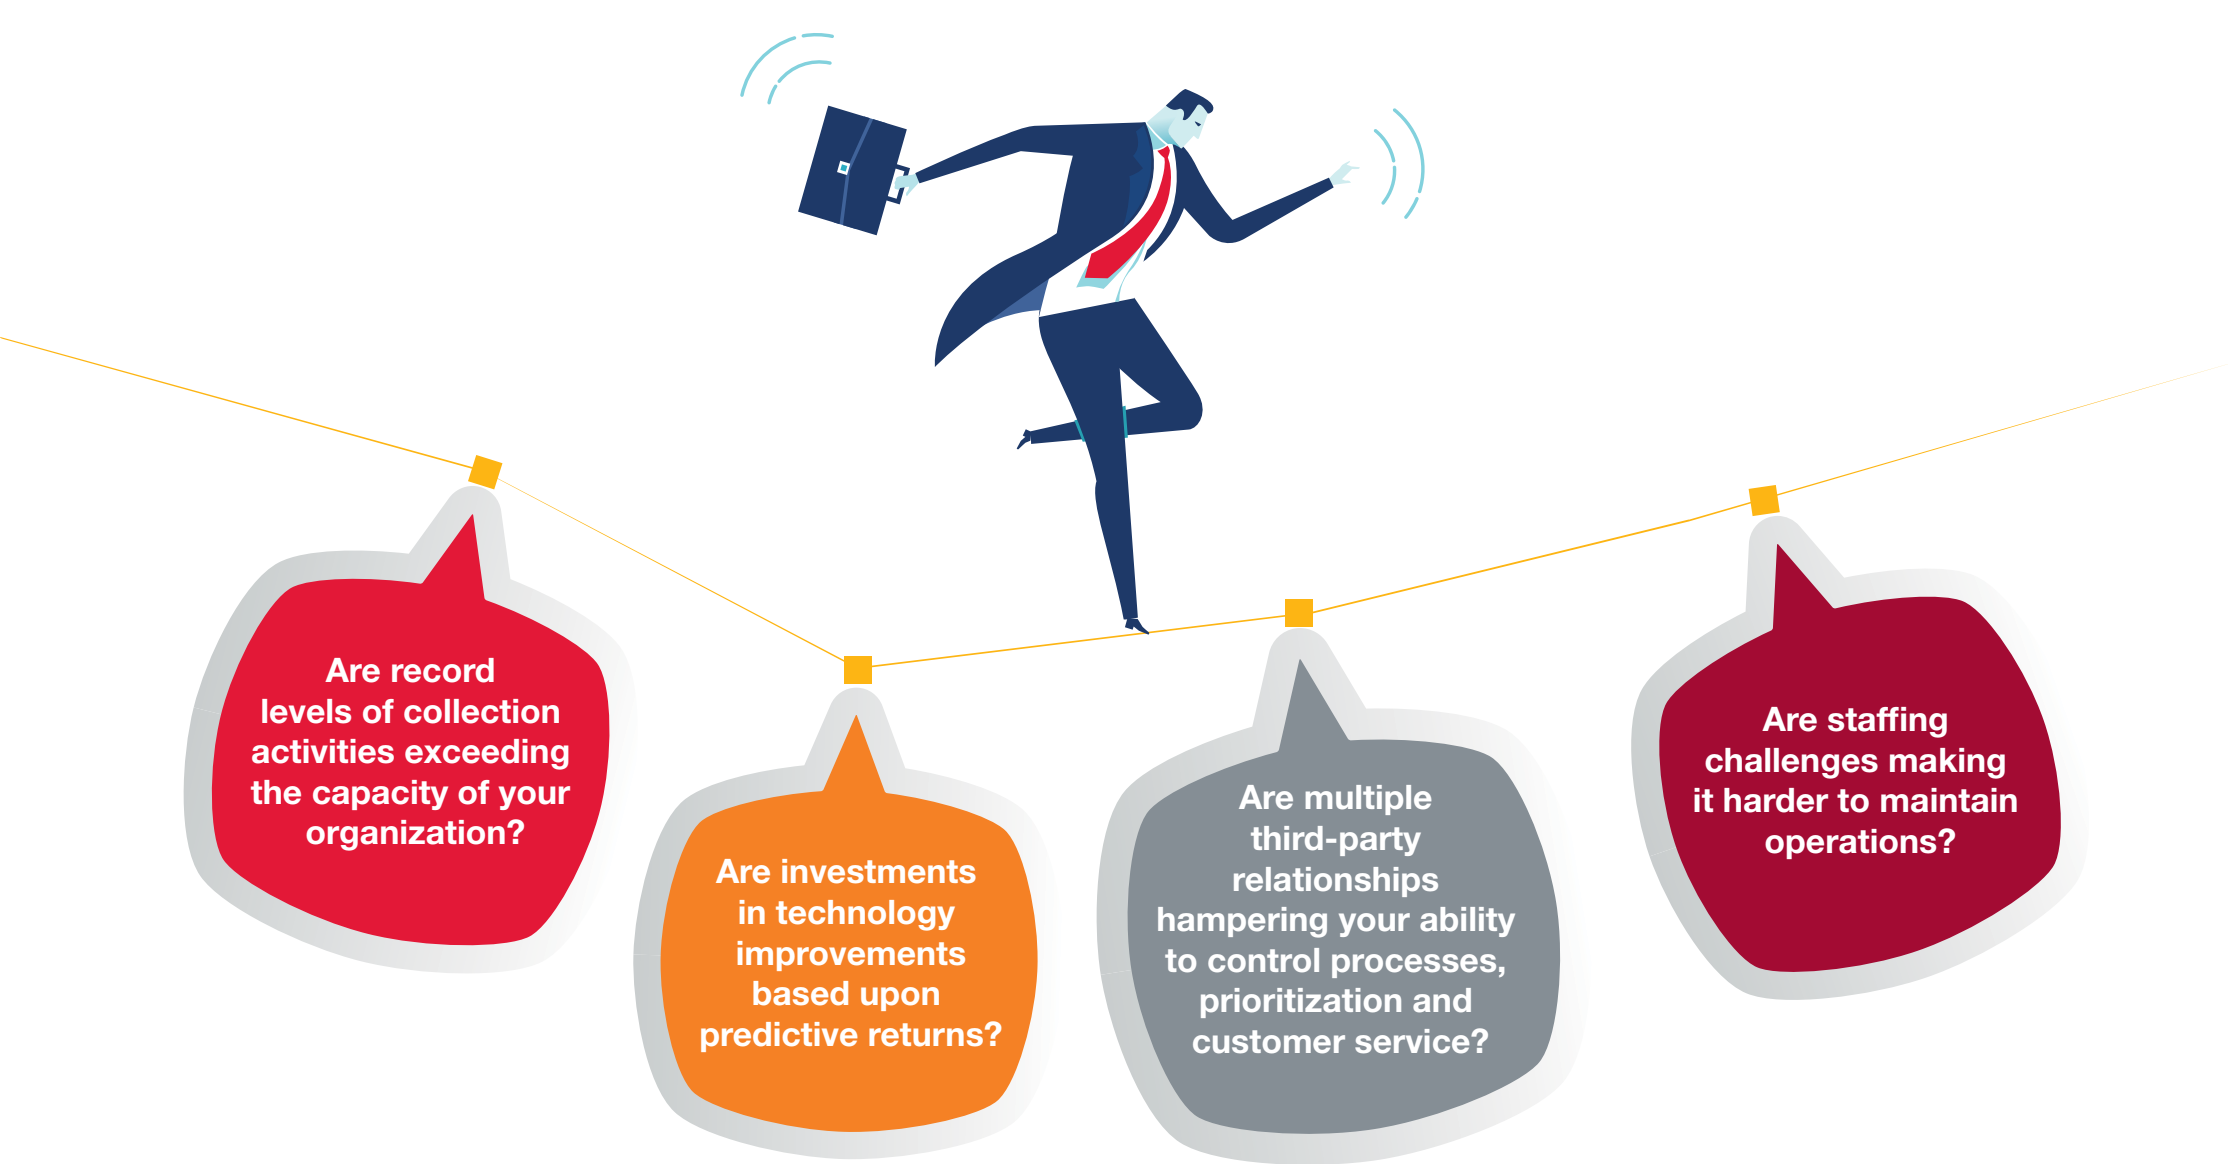 Are record
levels of collection
activities exceeding
the capacity of your
organization?
Are investments
in technology
improvements
based upon
predictive returns?
Are multiple
third-party
relationships
hampering your ability
to control processes,
prioritization and
customer service?
Are staffing
challenges making
it harder to maintain
operations?